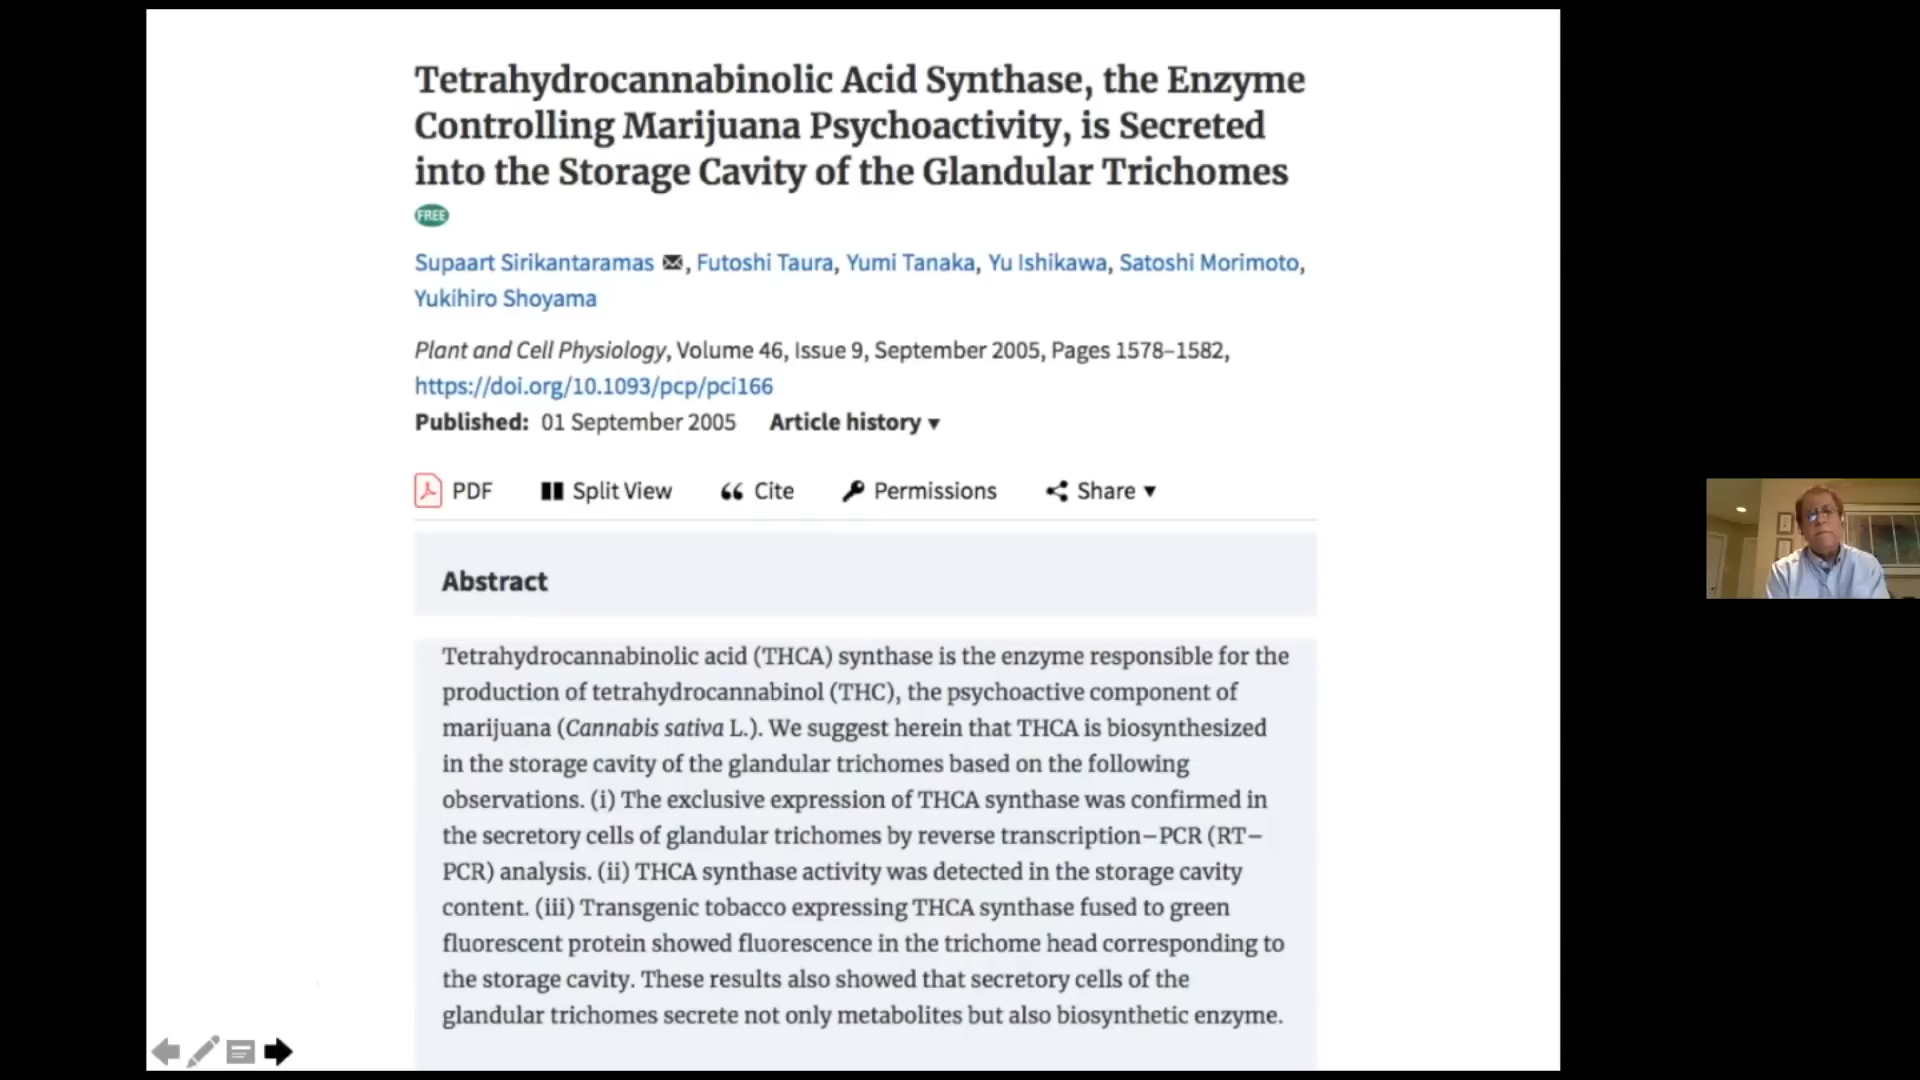 Tetrahydrocannabinolic Acid Synthase, the Enzyme
Controlling Marijuana Psychoactivity, is Secreted
into the Storage Cavity of the Glandular Trichomes
FREE
Supaart Sirikantaramas, Futoshi Taura, Yumi Tanaka, Yu Ishikawa, Satoshi Morimoto,
Yukihiro Shoyama
Plant and Cell Physiology, Volume 46, Issue 9, September 2005, Pages 1578–1582,
https://doi.org/10.1093/pcp/pci166
Published: 01 September 2005 Article history
PDF Split View Cite Permissions Share
Abstract
Tetrahydrocannabinolic acid (THCA) synthase is the enzyme responsible for the
production of tetrahydrocannabinol (THC), the psychoactive component of
marijuana (Cannabis sativa L.). We suggest herein that THCA is biosynthesized
in the storage cavity of the glandular trichomes based on the following
observations. (i) The exclusive expression of THCA synthase was confirmed in
the secretory cells of glandular trichomes by reverse transcription–PCR (RT–
PCR) analysis. (ii) THCA synthase activity was detected in the storage cavity
content. (iii) Transgenic tobacco expressing THCA synthase fused to green
fluorescent protein showed fluorescence in the trichome head corresponding to
the storage cavity. These results also showed that secretory cells of the
glandular trichomes secrete not only metabolites but also biosynthetic enzyme.